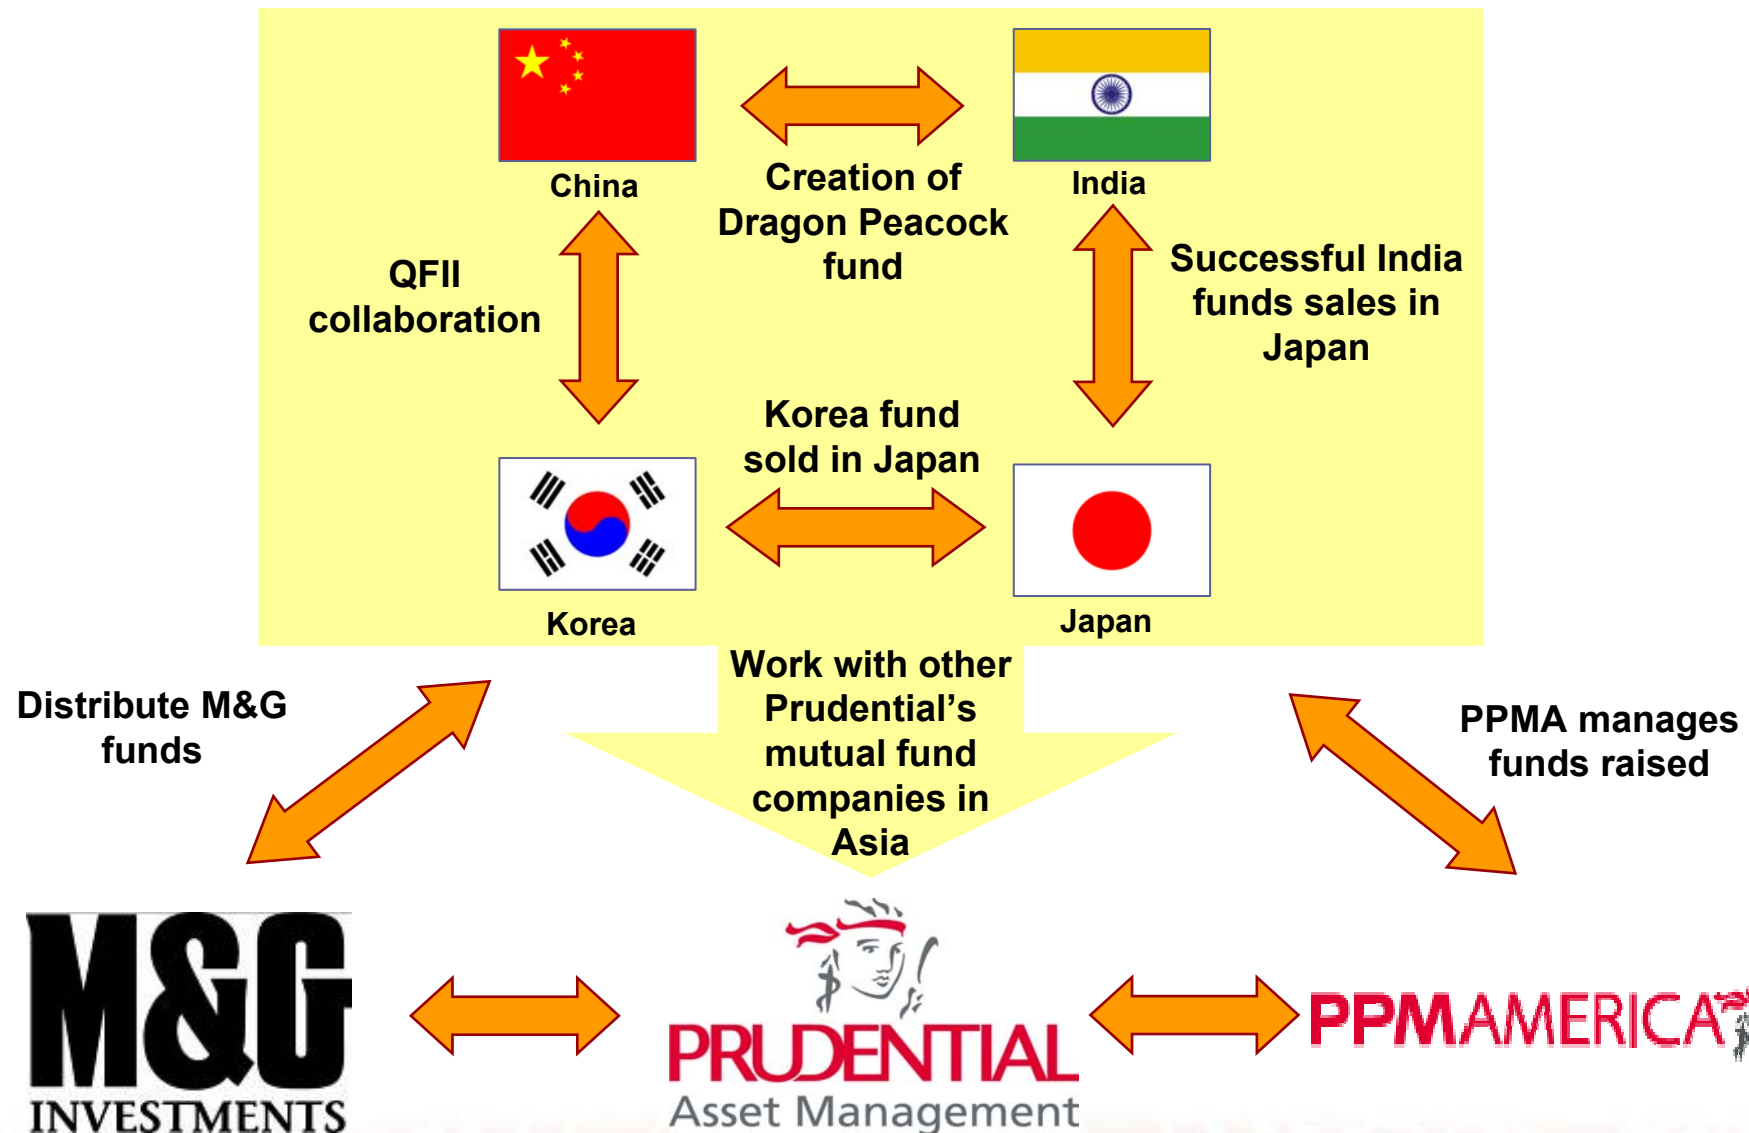 China
India
Creation of
Dragon Peacock
fund
QFII
collaboration
Successful India
funds sales in
Japan
Korea fund
sold in Japan
Korea
Japan
Work with other
Prudential’s
mutual fund
companies in
Asia
Distribute M&G
funds
PPMA manages
funds raised
M&G
INVESTMENTS
PRUDENTIAL
Asset Management
PPMAMERICA